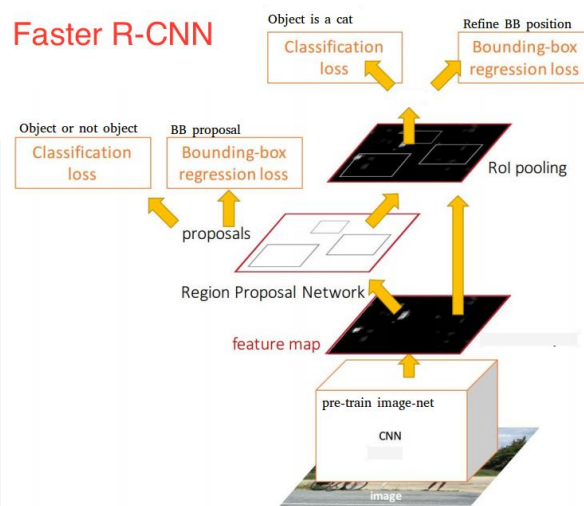 Faster R-CNN
Object is a cat
Refine BB position
Classification
loss
Bounding-box
regression loss
Object or not object
BB proposal
Classification
loss
Bounding-box
regression loss
RoI pooling
proposals
Region Proposal Network
feature map
pre-train image-net
CNN
image